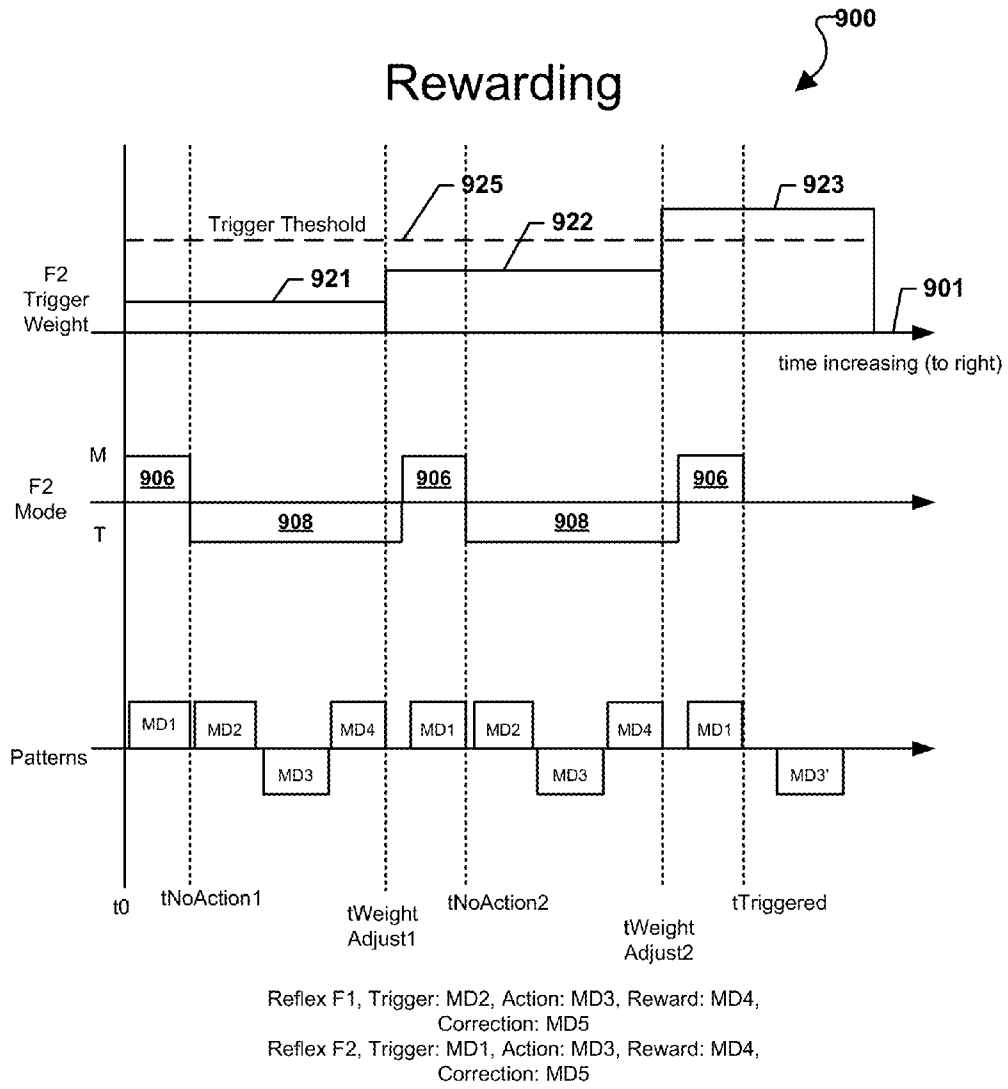 900
Rewarding
925
923
Trigger Theshold
922
F2
Trigger
Weight
921
901
time increasing (to right)
M
F2
Mode
T
906
908
906
908
906
Patterns
MD1
MD2
MD3
MD4
MD1
MD2
MD3
MD4
MD1
MD3'
t0
tNoAction1
tWeight
Adjust1
tNoAction2
tWeight
Adjust2
tTriggered
Reflex F1, Trigger: MD2, Action: MD3, Reward: MD4,
Correction: MD5
Reflex F2, Trigger: MD1, Action: MD3, Reward: MD4,
Correction: MD5